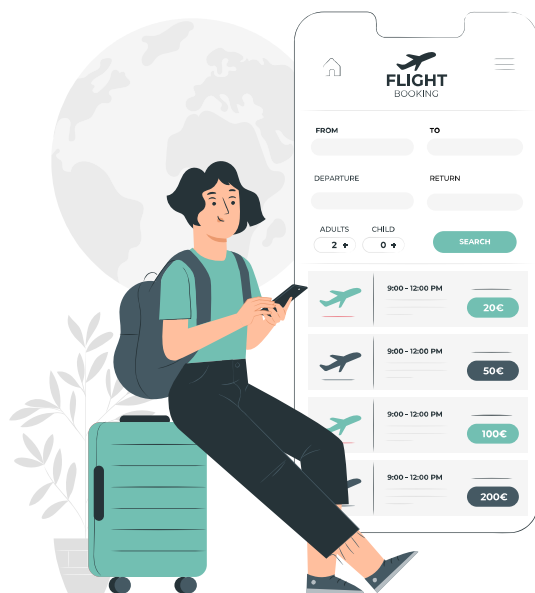 FLIGHT
BOOKING
FROM TO
DEPARTURE RETURN
ADULTS CHILD
2 + 0 + SEARCH
9:00 - 12:00 PM
20€
9:00 - 12:00 PM
50€
9:00 - 12:00 PM
100€
9:00 - 12:00 PM
200€